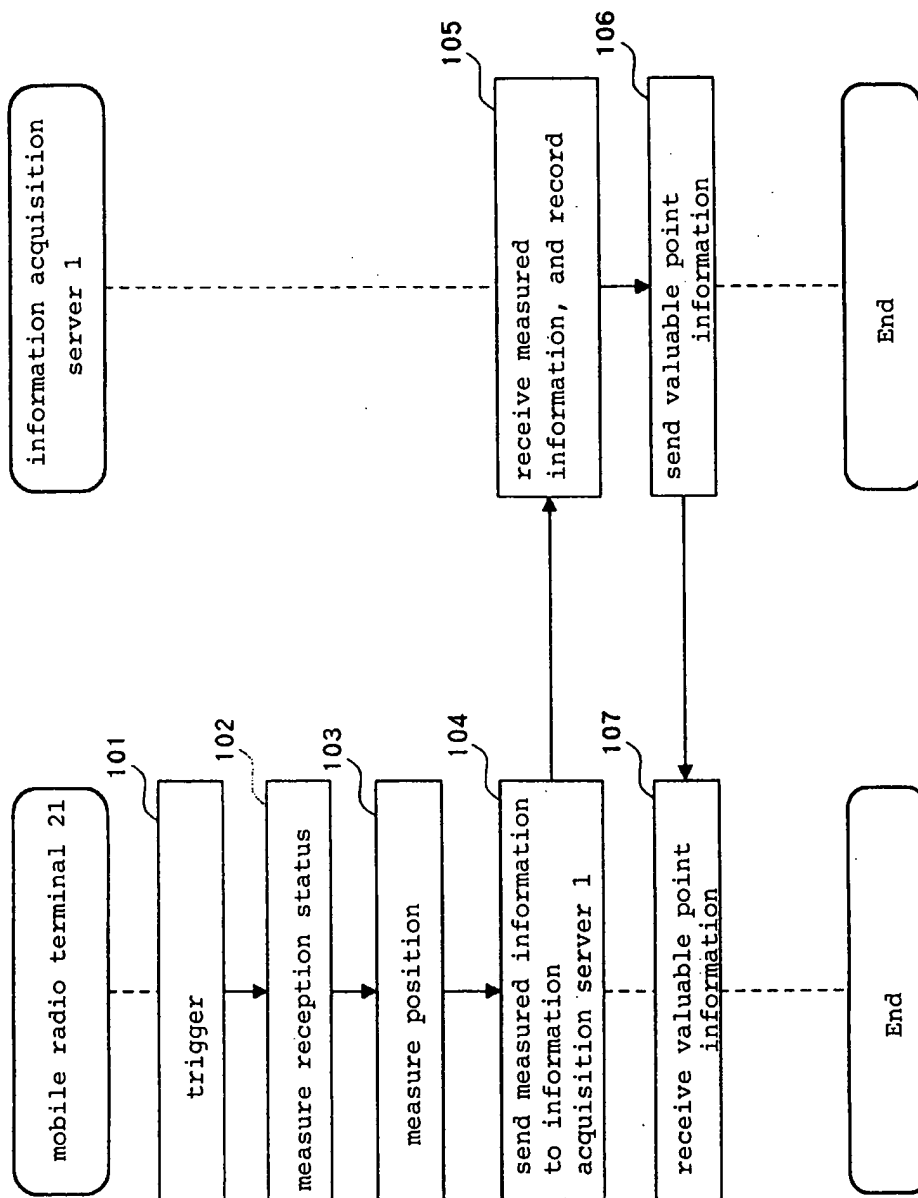 mobile radio terminal 21
101
trigger
102
measure reception status
103
measure position
104
send measured information
to information
acquisition server 1
107
receive valuable point
information
End
information acquisition
server 1
105
receive measured
information, and record
106
send valuable point
information
End